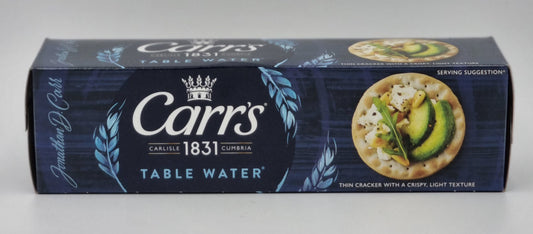 Carr's
TABLE WATER
THIN CRACKER WITH A CRISPY, LIGHT TEXTURE
SERVING SUGGESTION*
Jonathan D Carr
Carr's®
CARLISLE 1831 CUMBRIA
TABLE WATER®
THIN CRACKER WITH A CRISPY, LIGHT TEXTURE